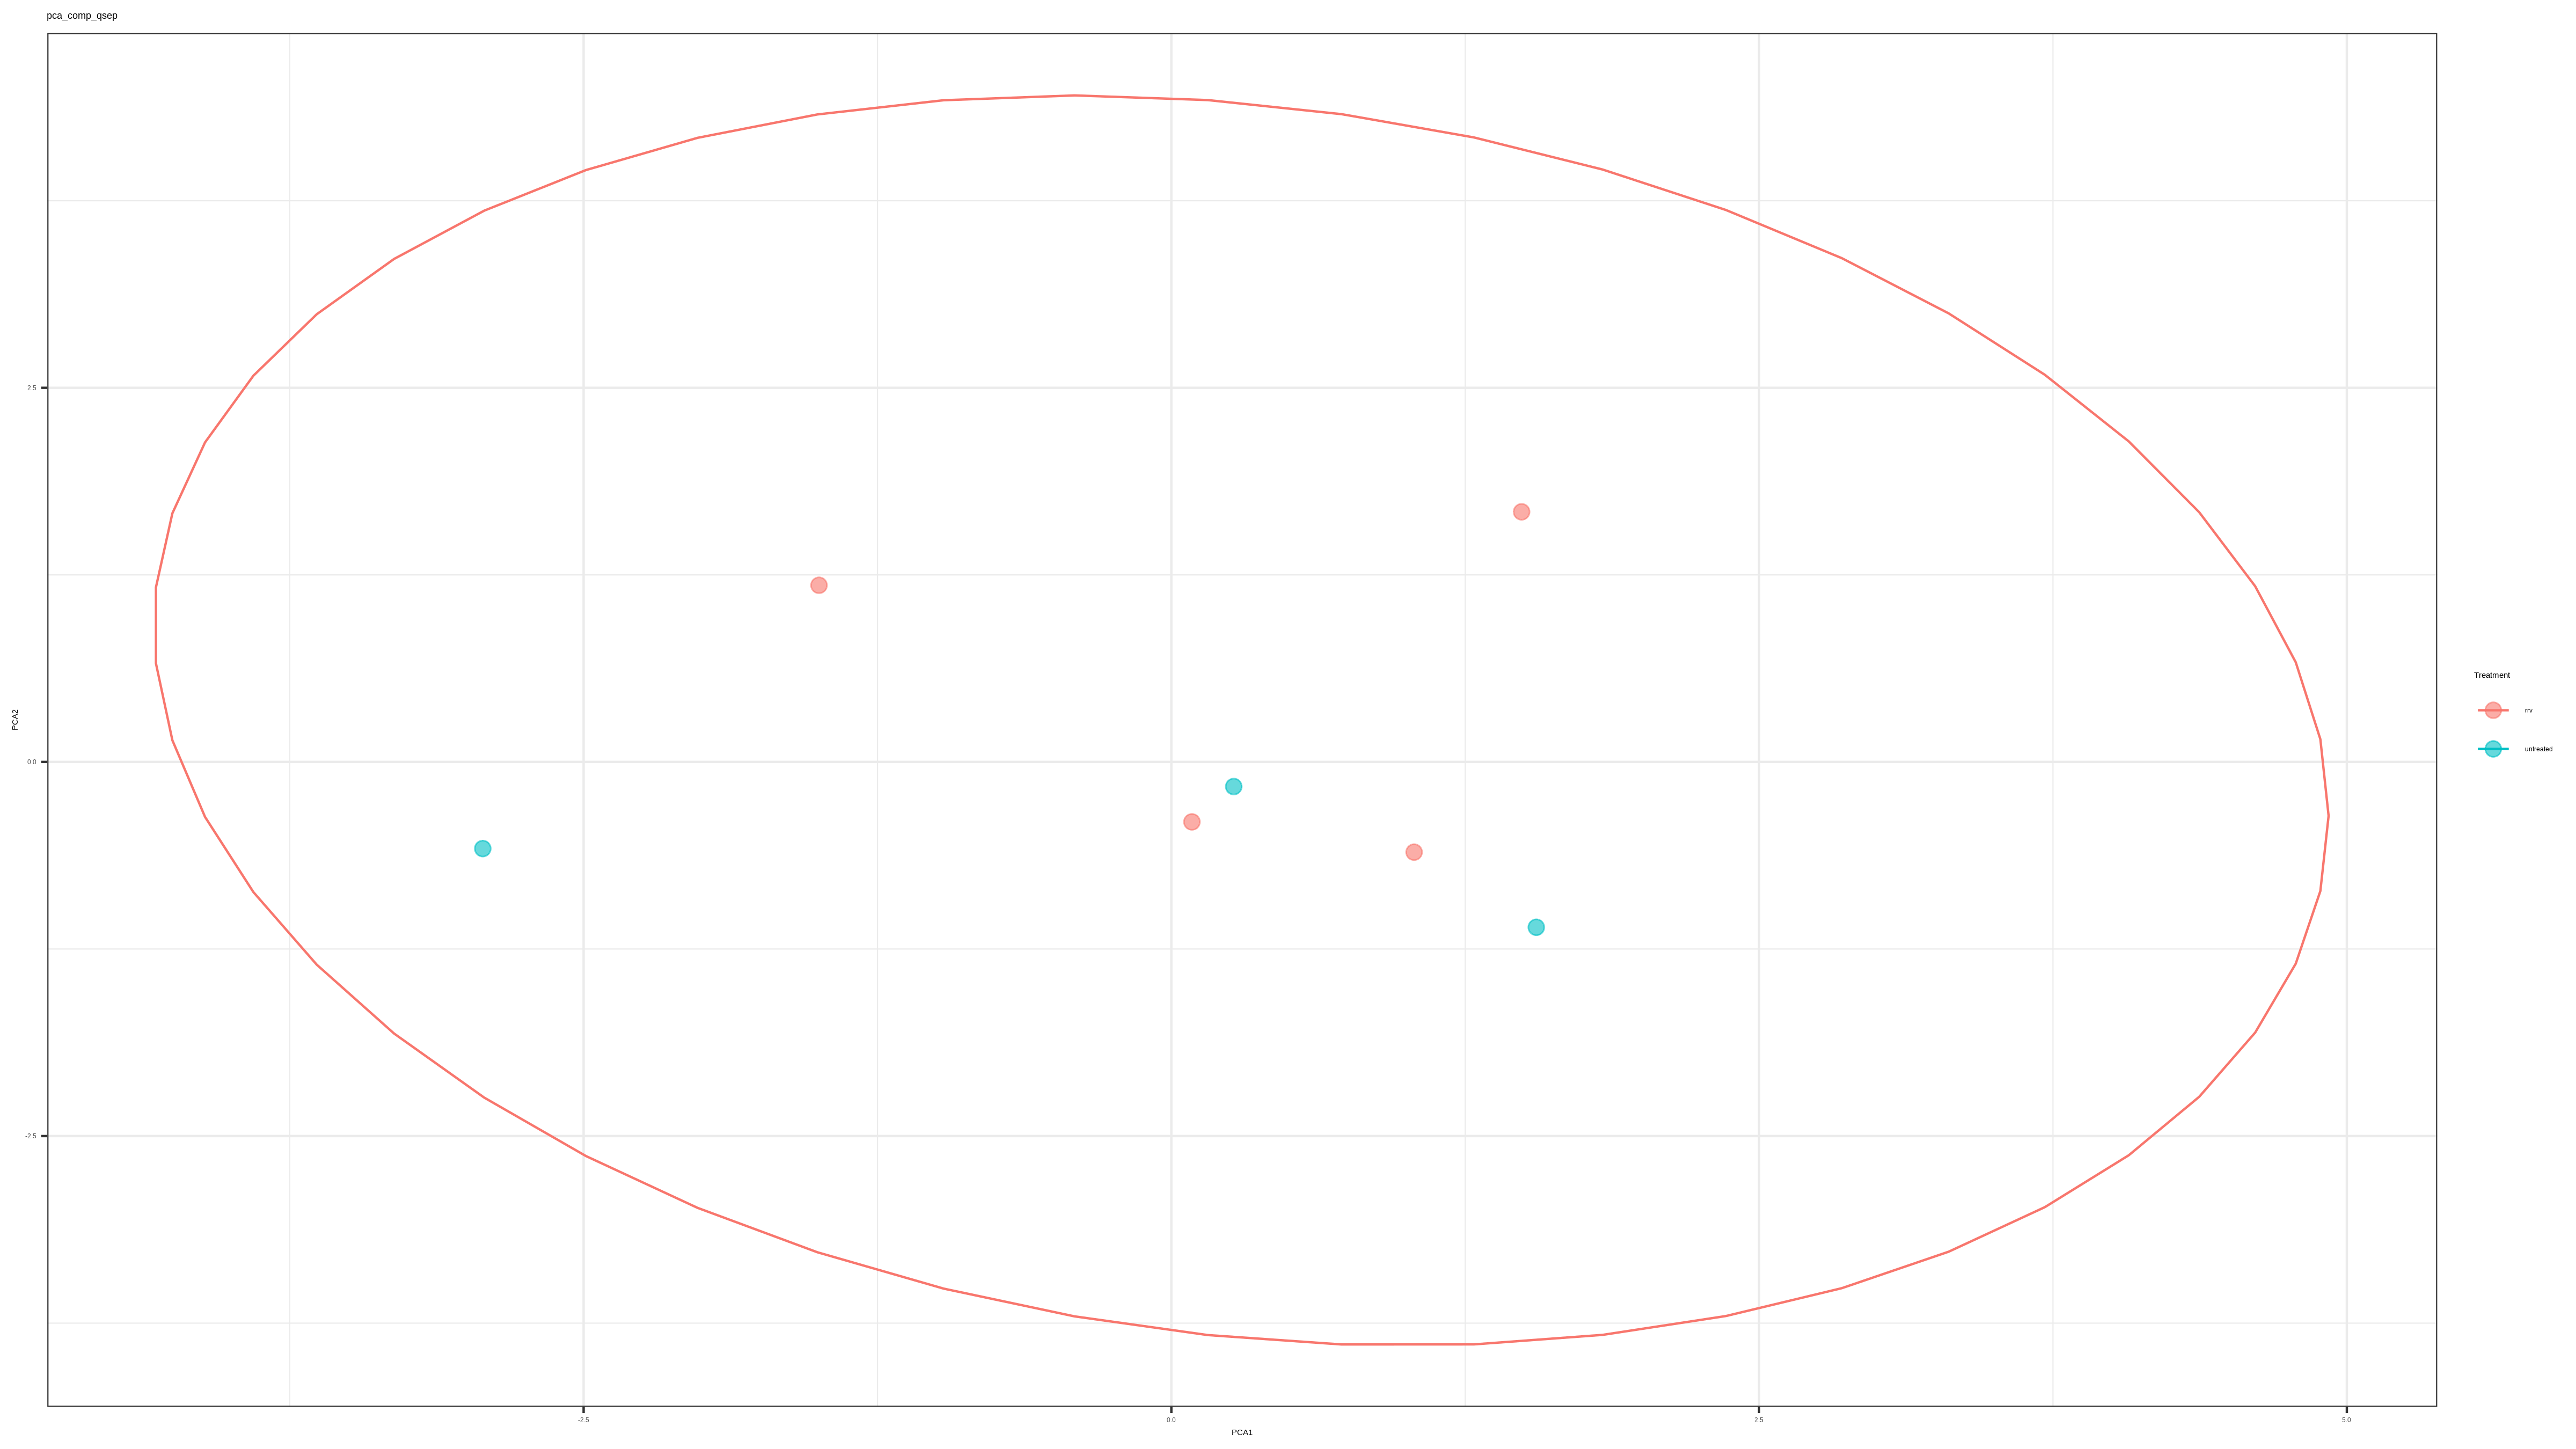 pca_comp_qsep
PCA2
2.5
0.0
-2.5
-2.5
0.0
2.5
5.0
PCA1
Treatment
rrv
untreated